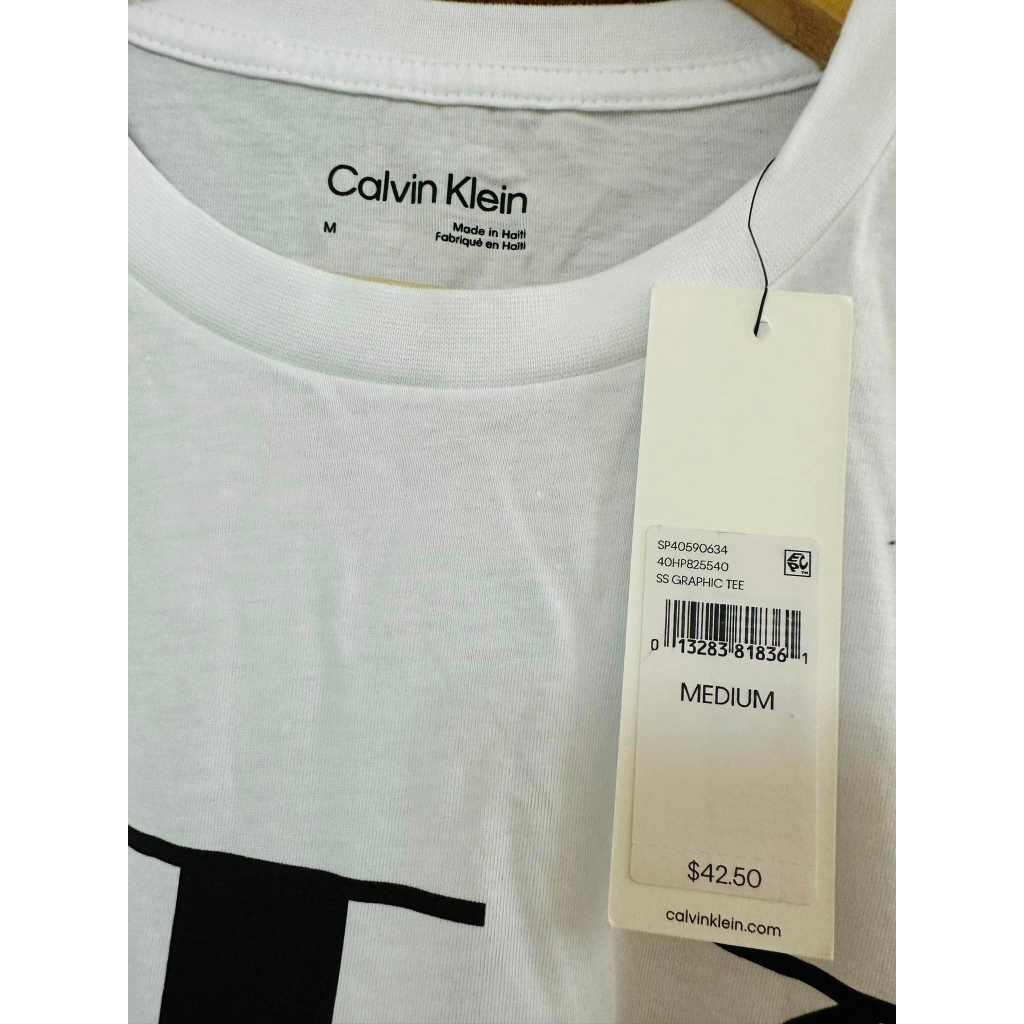 Calvin Klein
M
Made in Haiti
Fabriqué en Haïti
SP40590634
40HP825540
SS GRAPHIC TEE
EPC
0 13283 81836 1
MEDIUM
$42.50
calvinklein.com